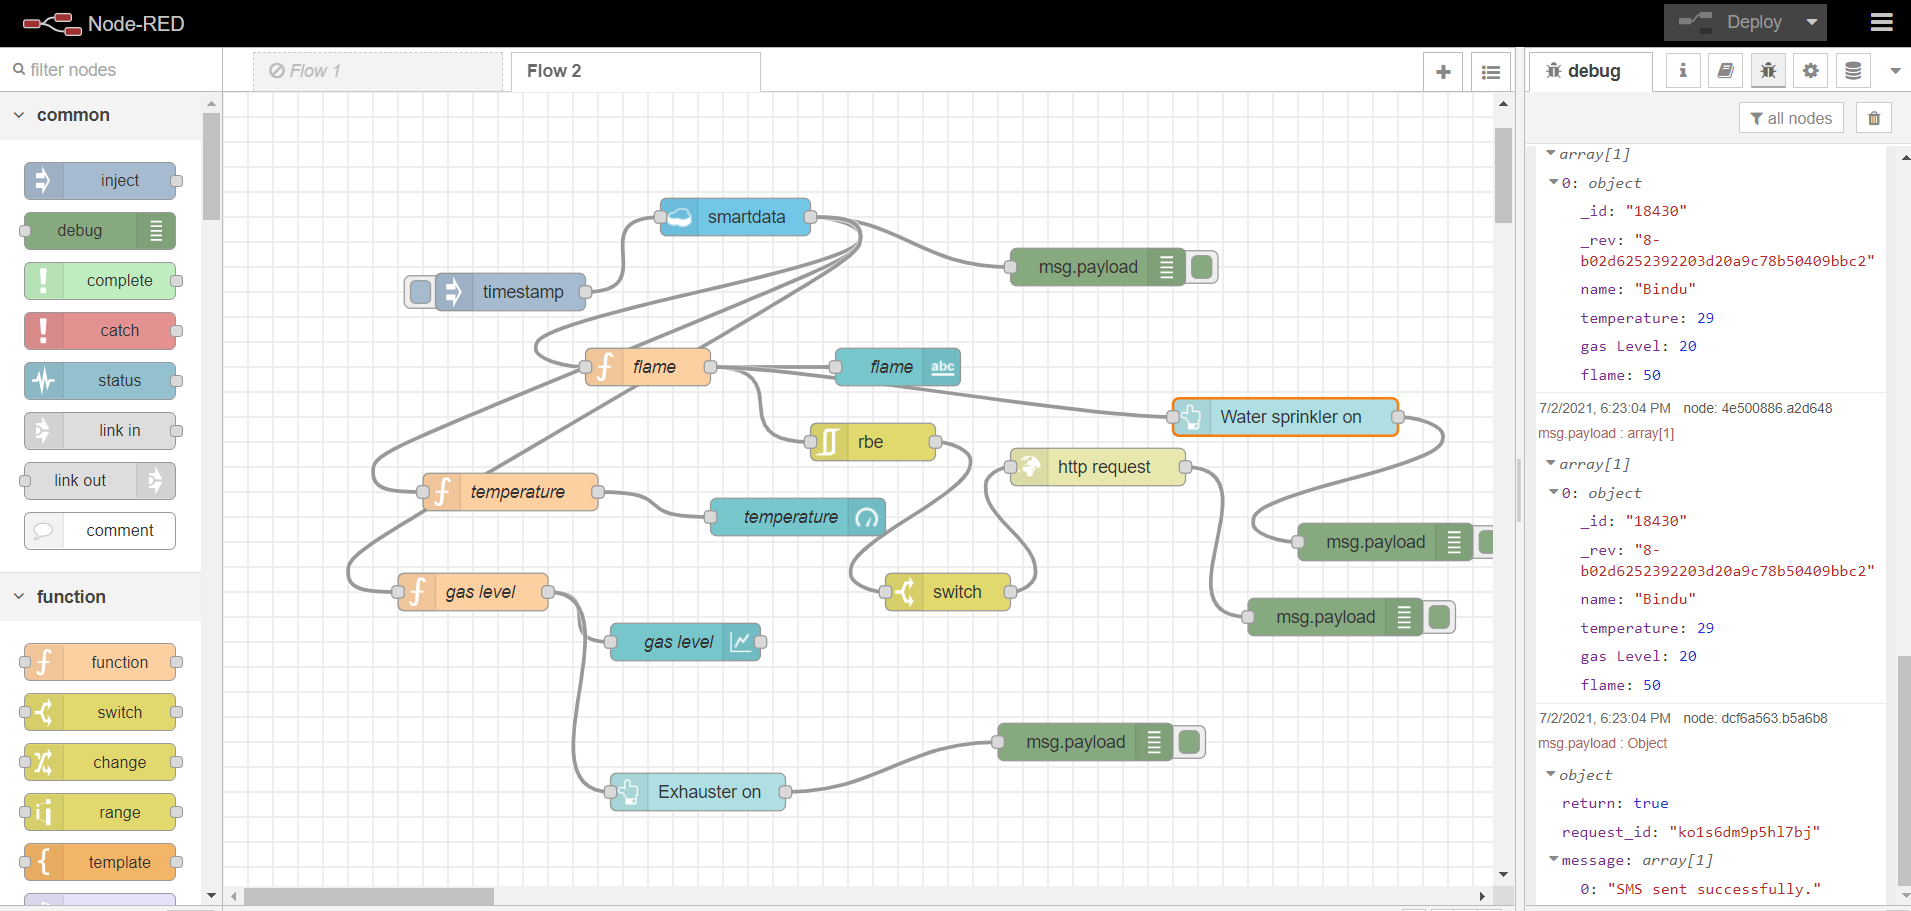 Node-RED
Deploy
filter nodes
Flow 1
Flow 2
debug
i
all nodes
common
inject
debug
complete
catch
status
link in
link out
comment
function
function
switch
change
range
template
smartdata
msg.payload
timestamp
flame
flame
abc
Water sprinkler on
rbe
http request
temperature
temperature
msg.payload
gas level
switch
msg.payload
gas level
msg.payload
Exhauster on
array[1]
0: object
_id: "18430"
_rev: "8-
b02d6252392203d20a9c78b50409bbc2"
name: "Bindu"
temperature: 29
gas Level: 20
flame: 50
7/2/2021, 6:23:04 PM node: 4e500886.a2d648
msg.payload : array[1]
array[1]
0: object
_id: "18430"
_rev: "8-
b02d6252392203d20a9c78b50409bbc2"
name: "Bindu"
temperature: 29
gas Level: 20
flame: 50
7/2/2021, 6:23:04 PM node: dcf6a563.b5a6b8
msg.payload : Object
object
return: true
request_id: "ko1s6dm9p5hl7bj"
message: array[1]
0: "SMS sent successfully."